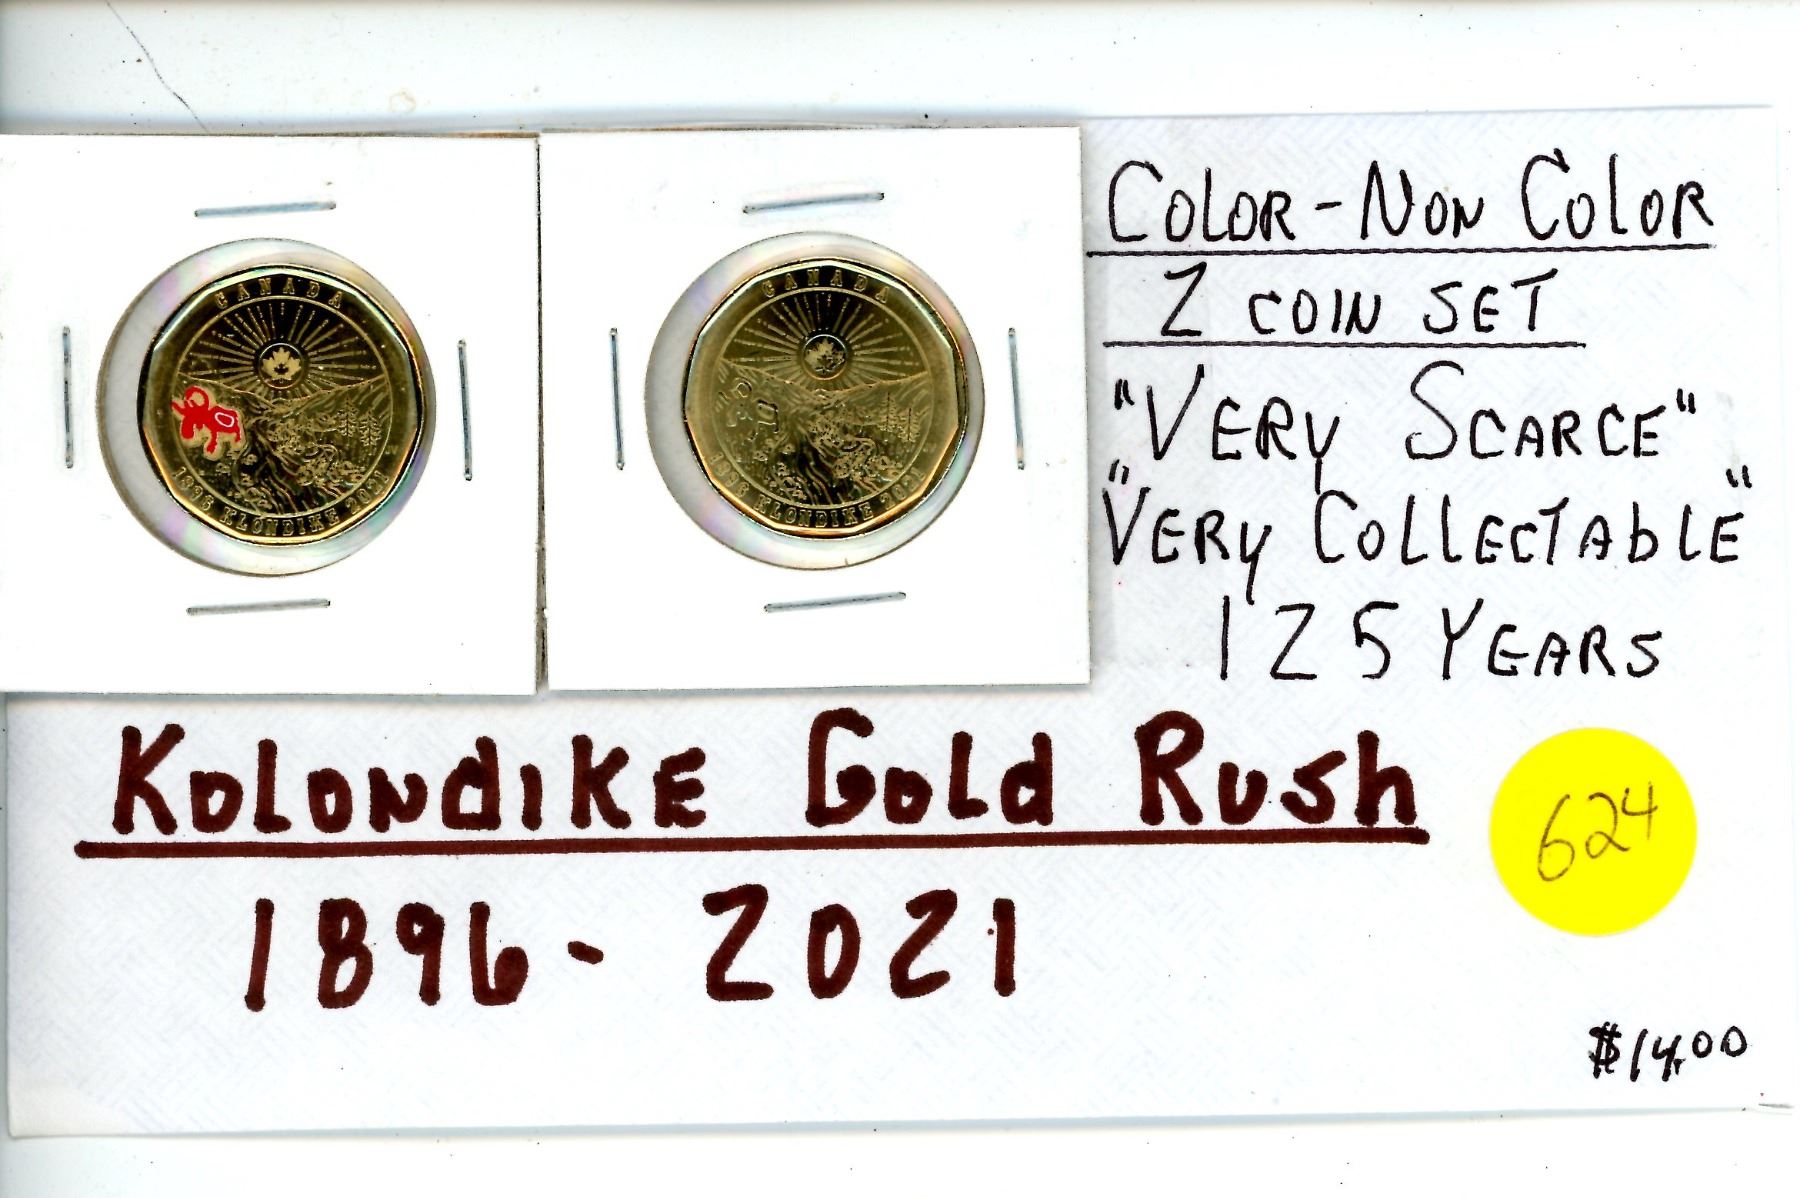 CANADA
1896 KLONDIKE 2021
CANADA
1896 KLONDIKE 2021
COLOR-NON COLOR
2 COIN SET
"VERY SCARCE"
"VERY COLLECTABLE"
125 YEARS
KOLONDIKE GOLD RUSH
1896-2021
624
$14.00